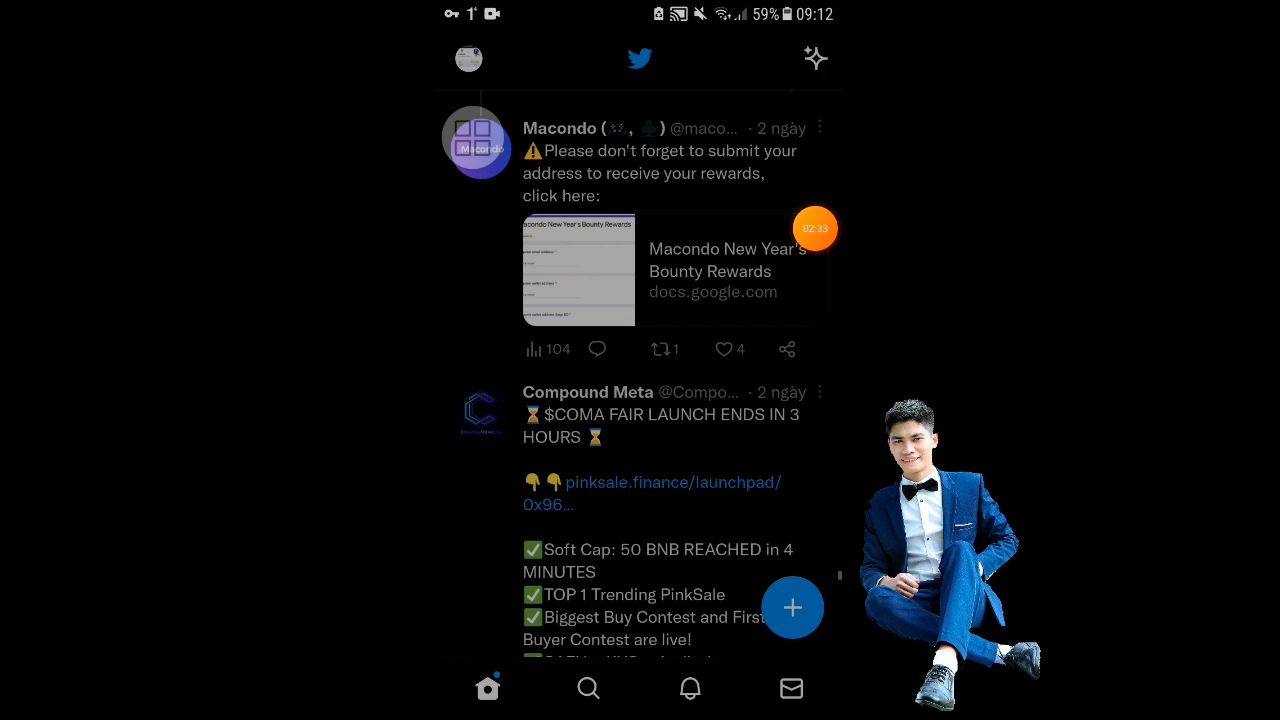 1 59% 09:12
Macondo (🎮, ♣) @maco... · 2 ngày
Macondo
⚠️Please don't forget to submit your
address to receive your rewards,
click here:
02:33
acondo New Year's Bounty Rewards
Macondo New Year's
Bounty Rewards
docs.google.com
104 1 4
Compound Meta @Compo... · 2 ngày
⏳$COMA FAIR LAUNCH ENDS IN 3
HOURS ⏳
👇👇pinksale.finance/launchpad/
0x96...
✅Soft Cap: 50 BNB REACHED in 4
MINUTES
✅TOP 1 Trending PinkSale
✅Biggest Buy Contest and First
Buyer Contest are live!